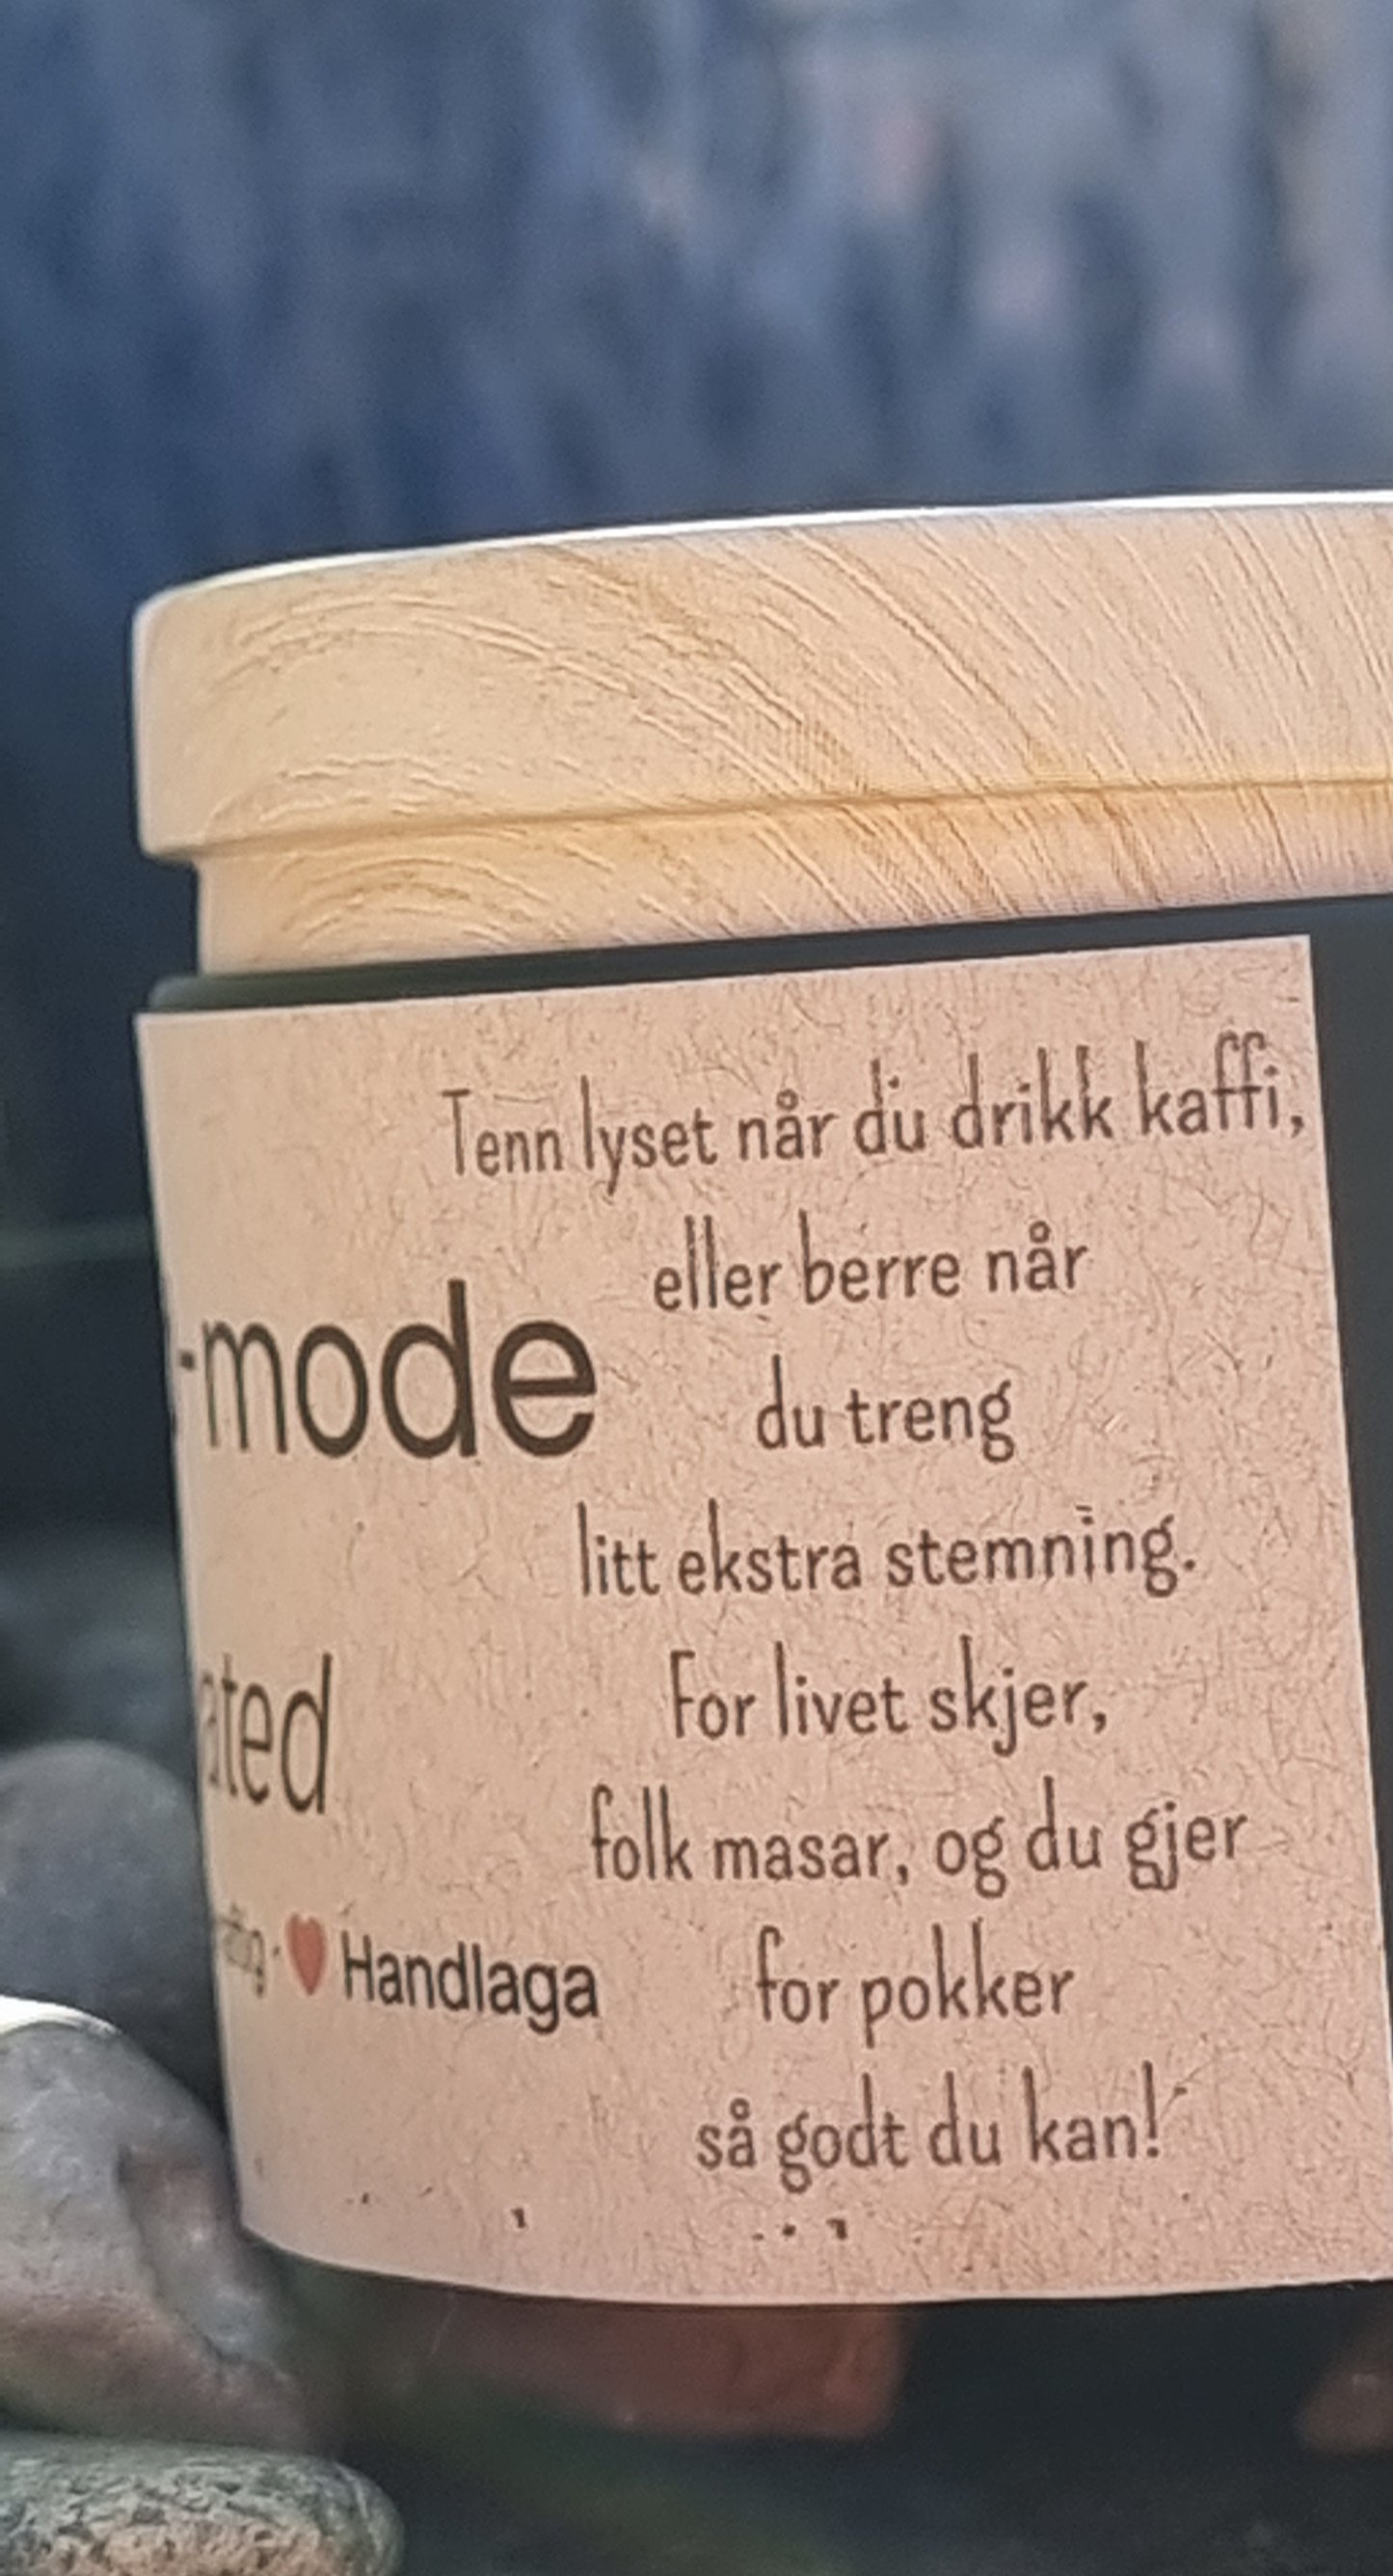 Tenn lyset når du drikk kaffi,
eller berre når
du treng
litt ekstra stemning.
For livet skjer,
folk masar, og du gjer
for pokker
så godt du kan!
-mode
ated
Handlaga